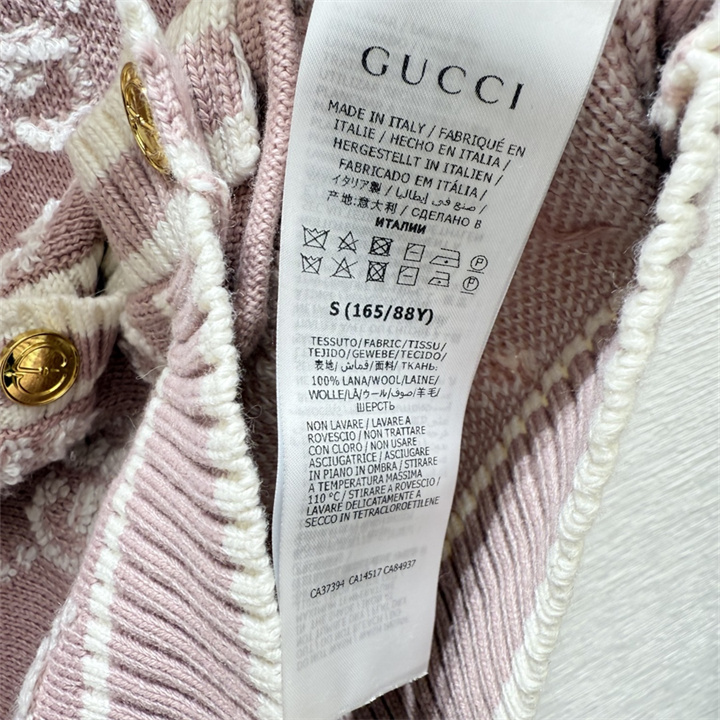 GUCCI
MADE IN ITALY / FABRIQUÉ EN
ITALIE / HECHO EN ITALIA /
HERGESTELLT IN ITALIEN /
FABRICADO EM ITÁLIA /
イタリア製 / صنع في إيطاليا /
产地:意大利 / СДЕЛАНО В
ИТАЛИИ
S (165/88Y)
TESSUTO/FABRIC/TISSU/
TEJIDO/GEWEBE/TECIDO/
表地/قماش/面料/ ТКАНЬ:
100% LANA/WOOL/LAINE/
WOLLE/LÃ/ウール/صوف/羊毛/
ШЕРСТЬ
NON LAVARE / LAVARE A
ROVESCIO / NON TRATTARE
CON CLORO / NON USARE
ASCIUGATRICE / ASCIUGARE
IN PIANO IN OMBRA / STIRARE
A TEMPERATURA MASSIMA
110 °C / STIRARE A ROVESCIO /
LAVARE DELICATAMENTE A
SECCO IN TETRACLOROETILENE
CA37394 CA14517 CA84937